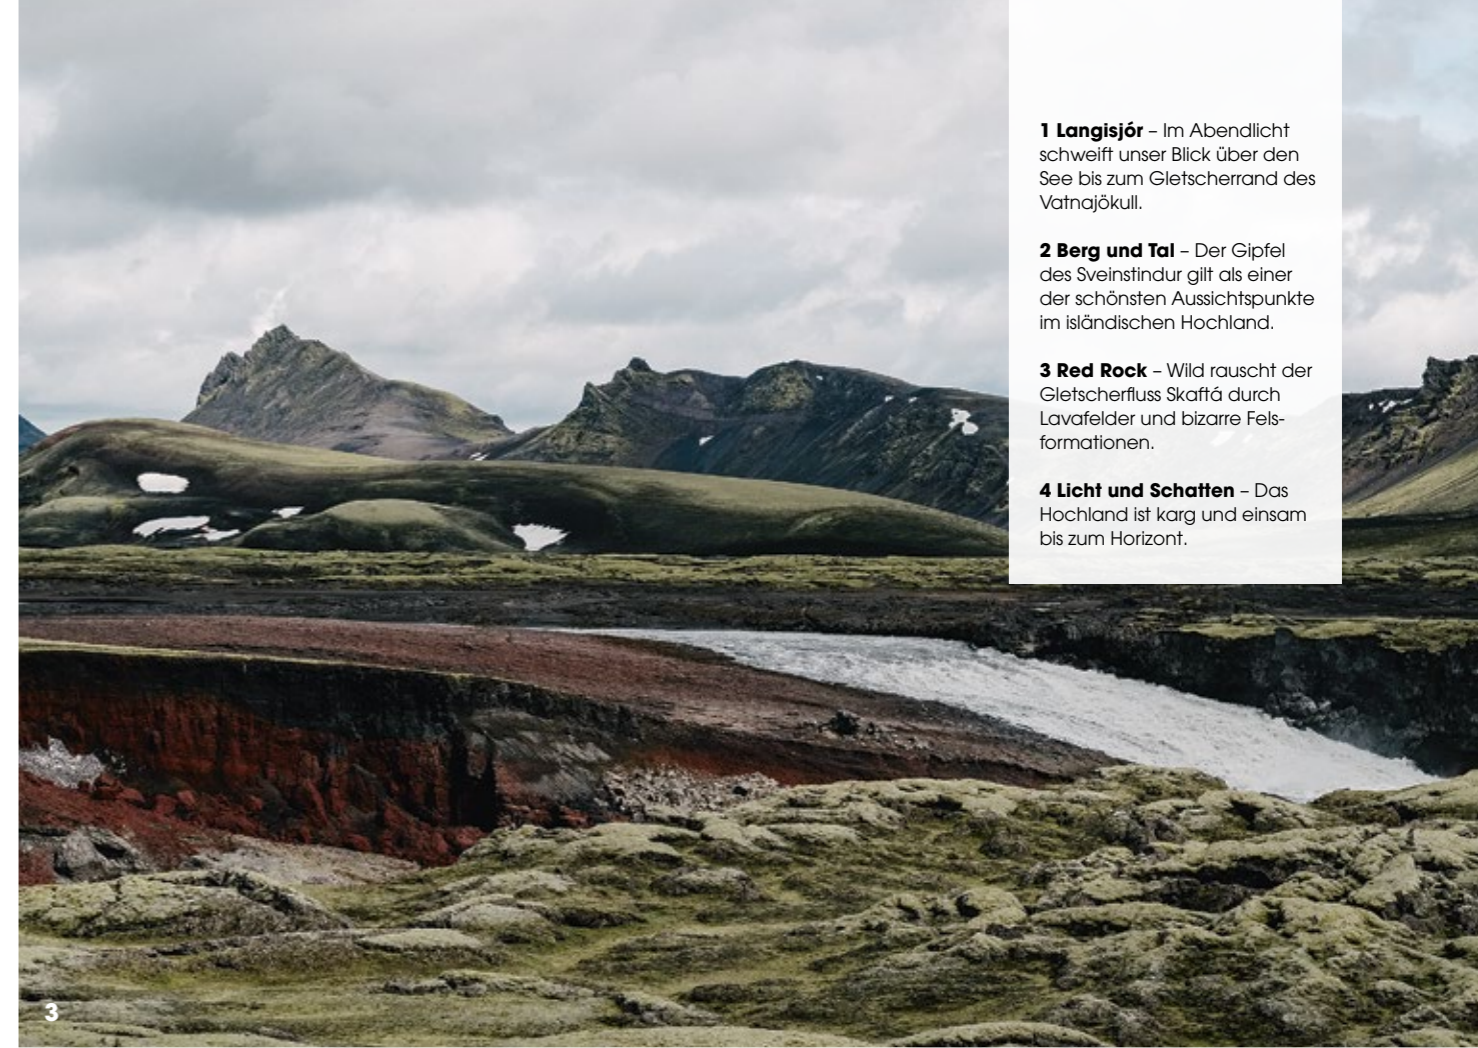 1 Langisjór – Im Abendlicht
schweift unser Blick über den
See bis zum Gletscherrand des
Vatnajökull.
2 Berg und Tal – Der Gipfel
des Sveinstindur gilt als einer
der schönsten Aussichtspunkte
im isländischen Hochland.
3 Red Rock – Wild rauscht der
Gletscherfluss Skaftá durch
Lavafelder und bizarre Fels-
formationen.
4 Licht und Schatten – Das
Hochland ist karg und einsam
bis zum Horizont.
3